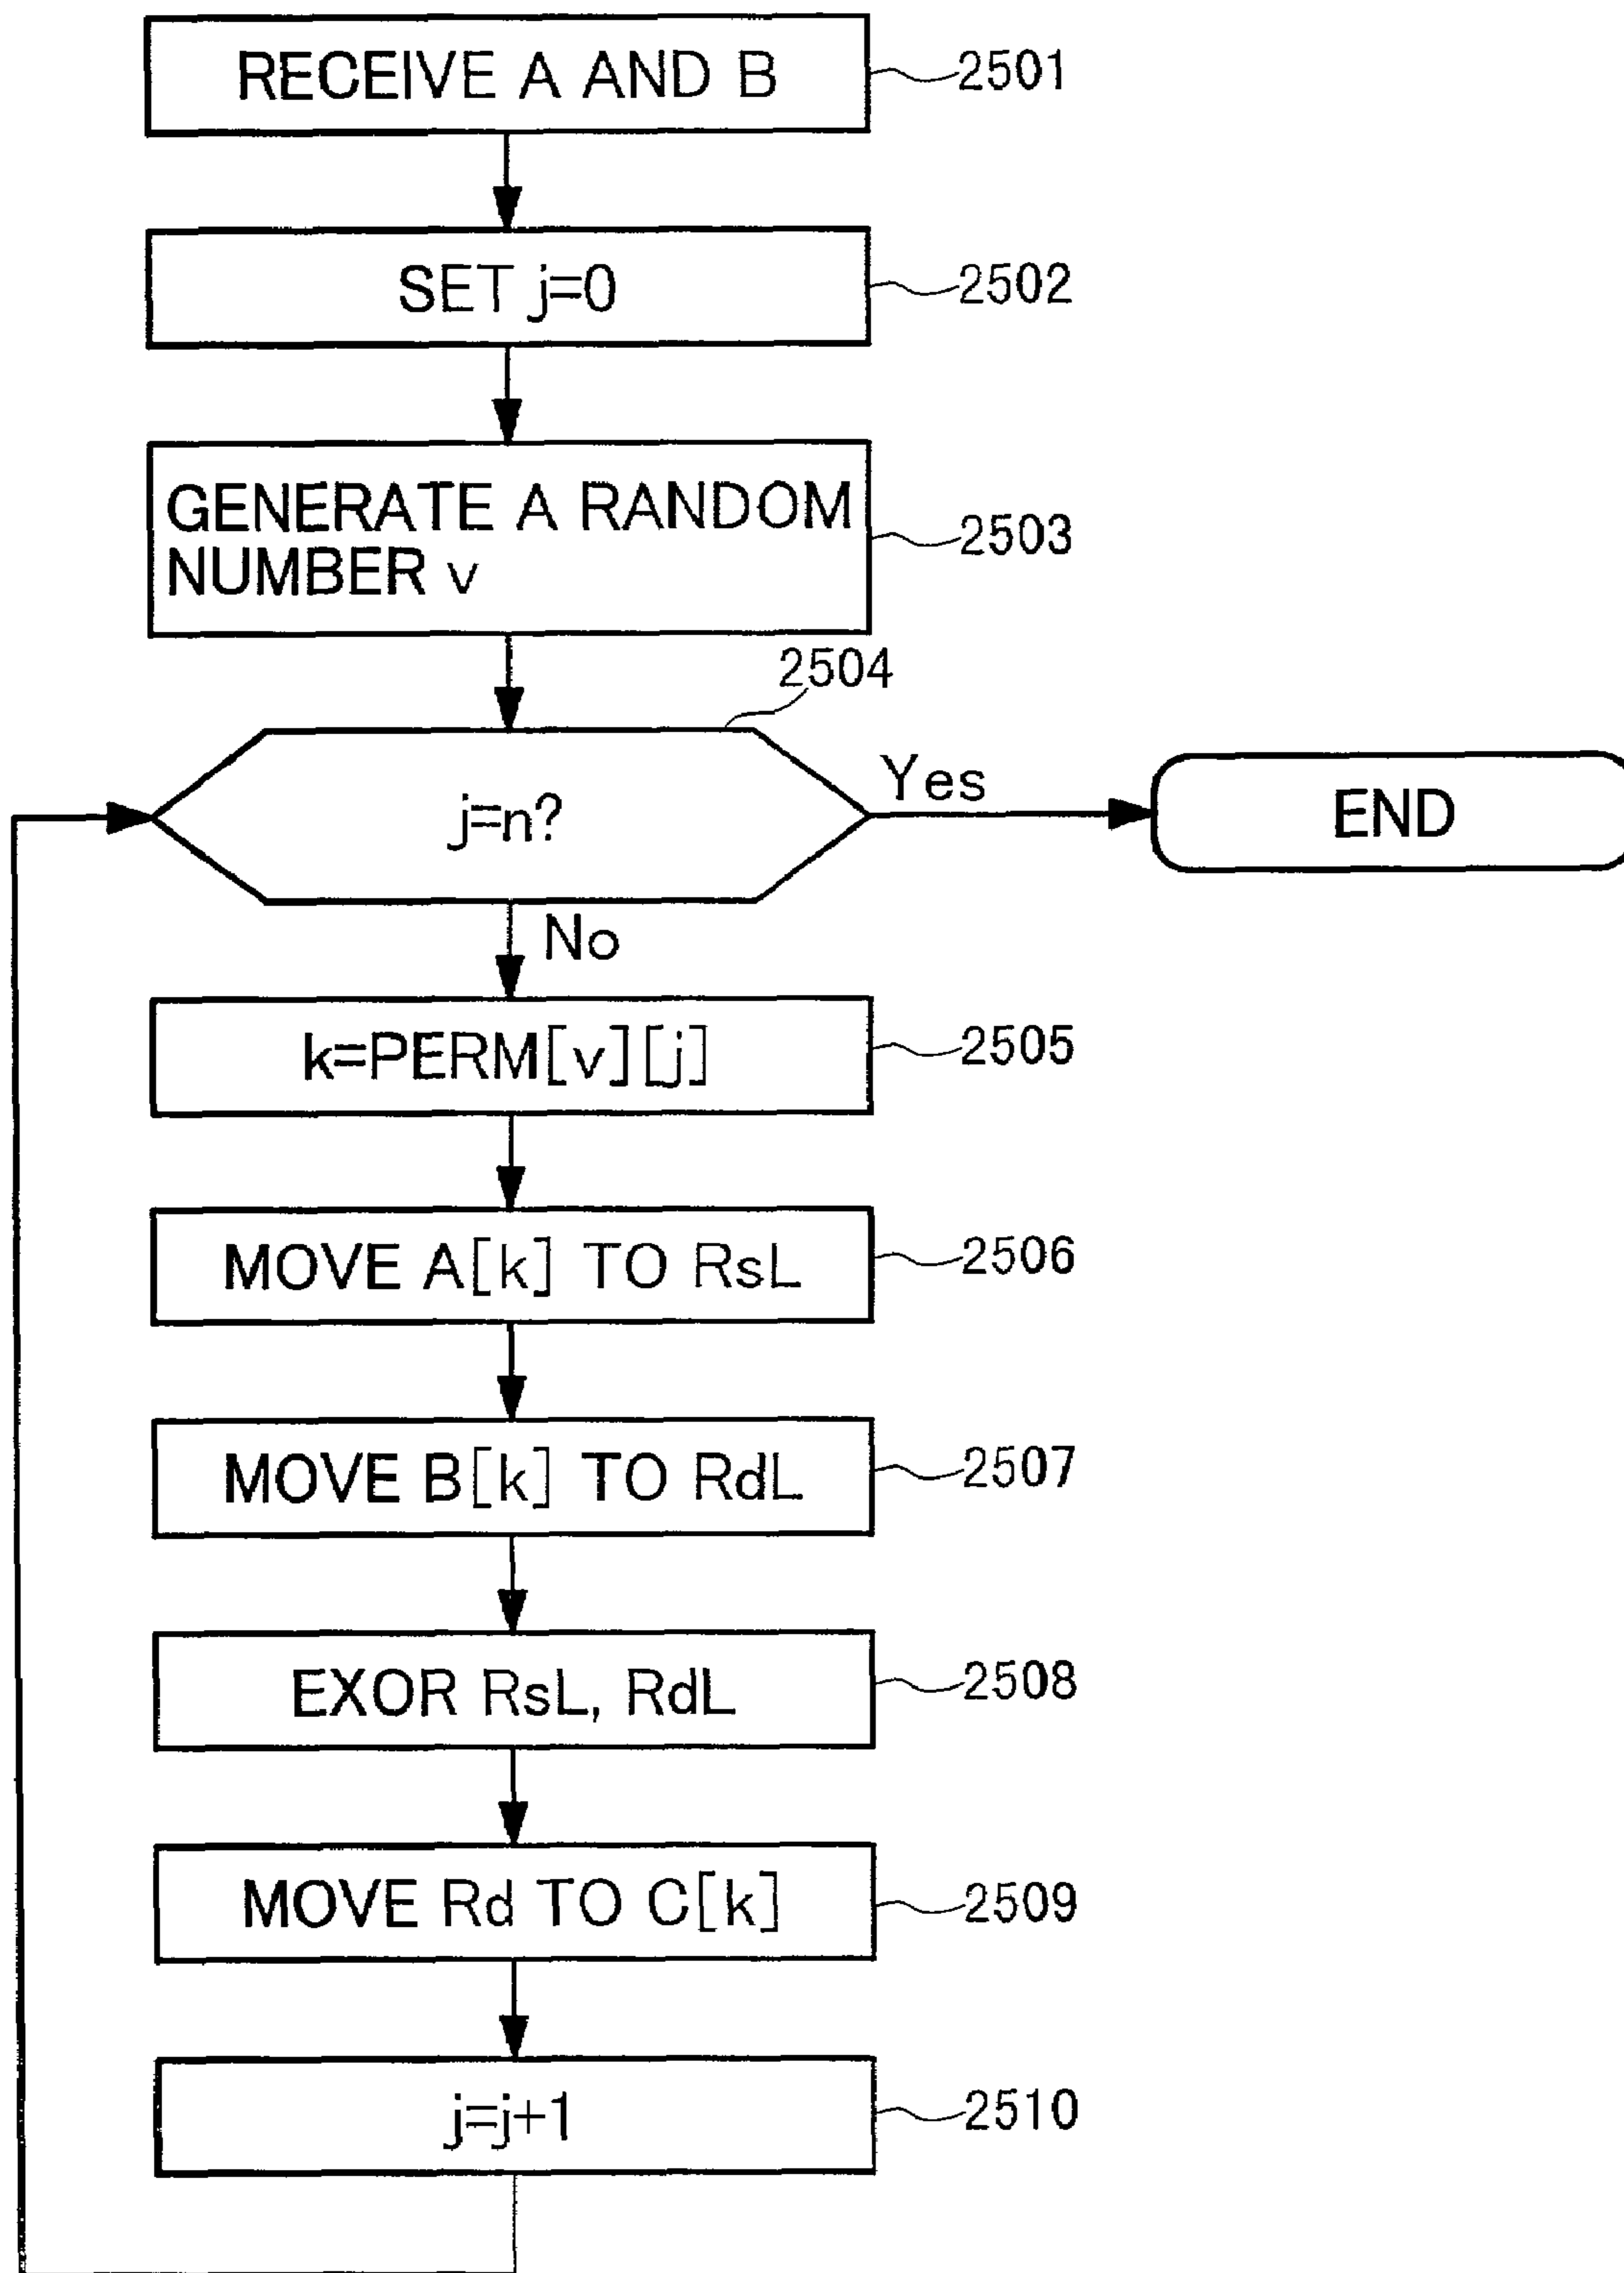 RECEIVE A AND B
2501
SET j=0
2502
GENERATE A RANDOM
NUMBER v
2503
2504
j=n?
Yes
END
No
k=PERM[v][j]
2505
MOVE A[k] TO RsL
2506
MOVE B[k] TO RdL
2507
EXOR RsL, RdL
2508
MOVE Rd TO C[k]
2509
j=j+1
2510